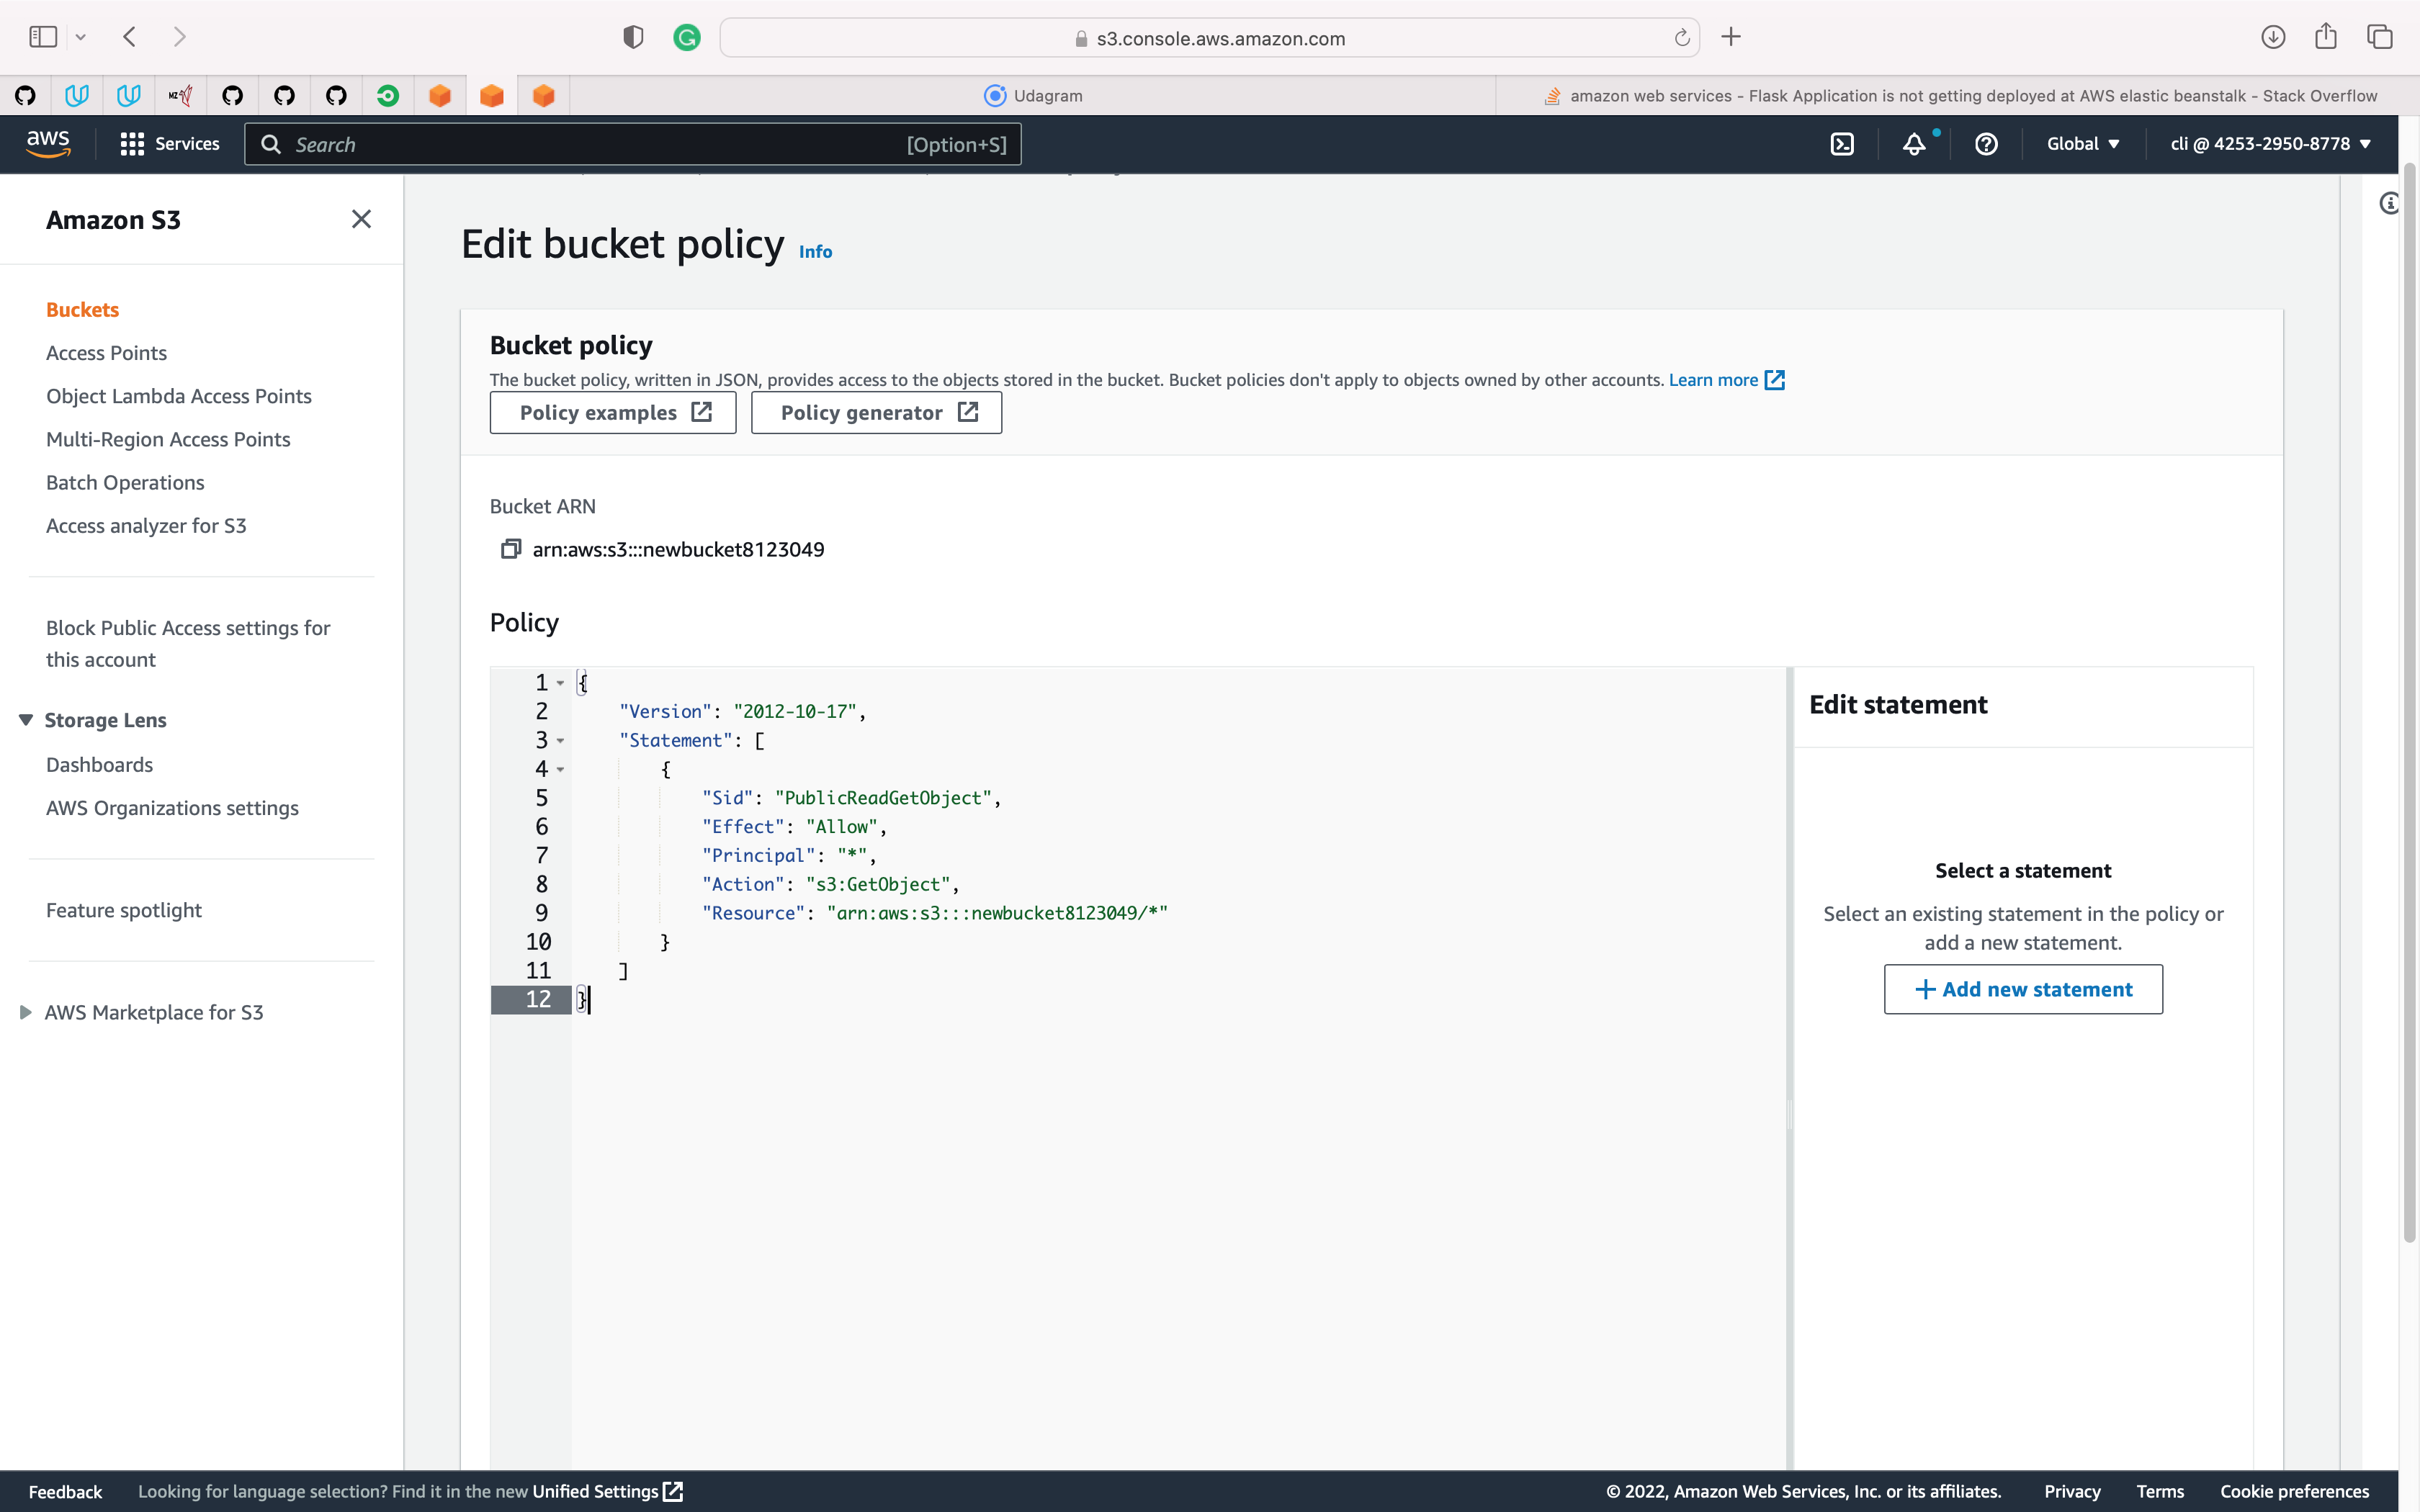 s3.console.aws.amazon.com
Udagram
amazon web services - Flask Application is not getting deployed at AWS elastic beanstalk - Stack Overflow
aws
Services
Search
[Option+S]
Global
cli @ 4253-2950-8778
Amazon S3
Buckets
Access Points
Object Lambda Access Points
Multi-Region Access Points
Batch Operations
Access analyzer for S3
Block Public Access settings for
this account
Storage Lens
Dashboards
AWS Organizations settings
Feature spotlight
AWS Marketplace for S3
Edit bucket policy Info
Bucket policy
The bucket policy, written in JSON, provides access to the objects stored in the bucket. Bucket policies don't apply to objects owned by other accounts. Learn more
Policy examples
Policy generator
Bucket ARN
arn:aws:s3:::newbucket8123049
Policy
1 {
2 "Version": "2012-10-17",
3 "Statement": [
4 {
5 "Sid": "PublicReadGetObject",
6 "Effect": "Allow",
7 "Principal": "*",
8 "Action": "s3:GetObject",
9 "Resource": "arn:aws:s3:::newbucket8123049/*"
10 }
11 ]
12 }
Edit statement
Select a statement
Select an existing statement in the policy or
add a new statement.
+ Add new statement
Feedback
Looking for language selection? Find it in the new Unified Settings
© 2022, Amazon Web Services, Inc. or its affiliates.
Privacy
Terms
Cookie preferences